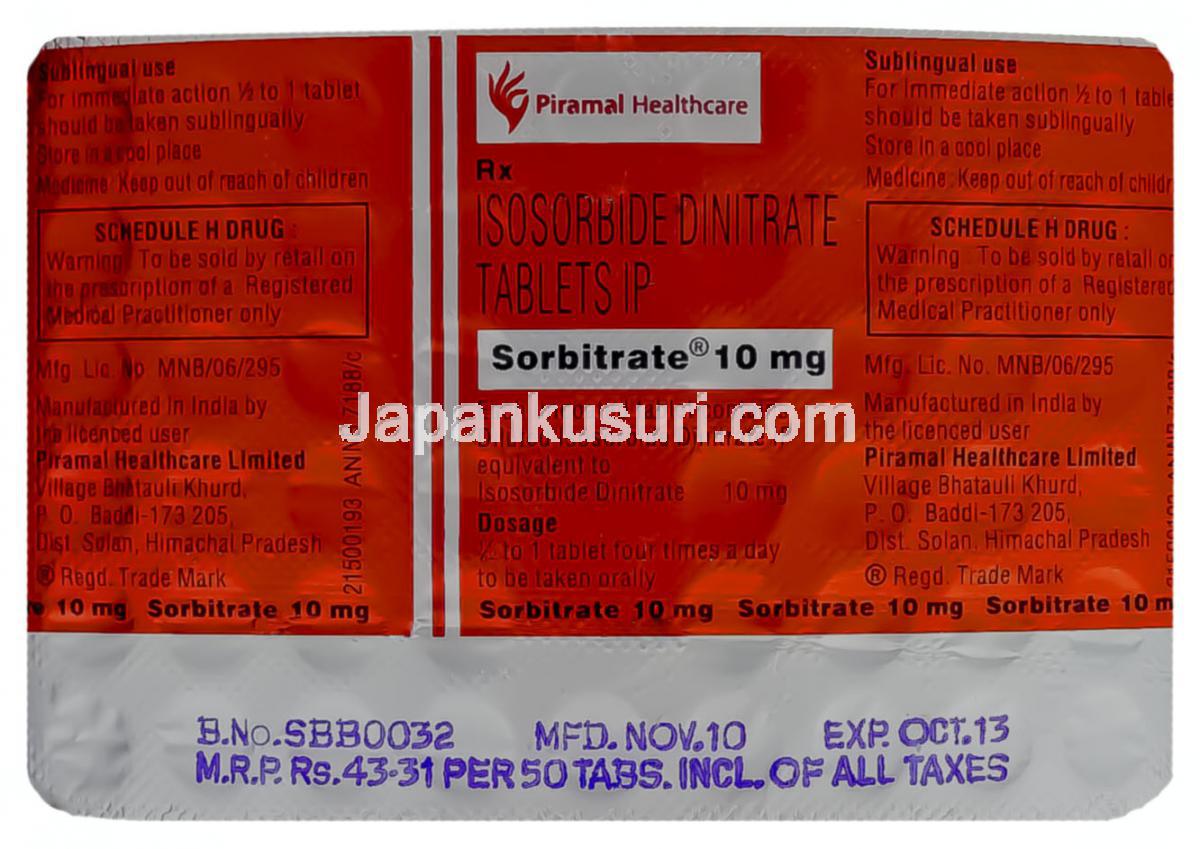 Sublingual use
For immediate action ½ to 1 tablet
should be taken sublingually
Store in a cool place
Medicine: Keep out of reach of children
SCHEDULE H DRUG :
Warning: To be sold by retail on
the prescription of a Registered
Medical Practitioner only
Mfg. Lic. No. MNB/06/295
Manufactured in India by
the licenced user
Piramal Healthcare Limited
Village Bhatauli Khurd,
P. O. Baddi-173 205,
Dist. Solan, Himachal Pradesh
® Regd. Trade Mark
10 mg Sorbitrate 10 mg
Piramal Healthcare
Rx
ISOSORBIDE DINITRATE
TABLETS IP
Sorbitrate® 10 mg
equivalent to
Isosorbide Dinitrate 10 mg
Dosage
½ to 1 tablet four times a day
to be taken orally
Sorbitrate 10 mg Sorbitrate 10 mg Sorbitrate 10 m
Sublingual use
For immediate action ½ to 1 table
should be taken sublingually
Store in a cool place
Medicine: Keep out of reach of childr
SCHEDULE H DRUG :
Warning: To be sold by retail on
the prescription of a Registered
Medical Practitioner only
Mfg. Lic. No. MNB/06/295
Manufactured in India by
the licenced user
Piramal Healthcare Limited
Village Bhatauli Khurd,
P. O. Baddi-173 205,
Dist. Solan, Himachal Pradesh
® Regd. Trade Mark
Japankusuri.com
B.No.SBB0032 MFD. NOV.10 EXP. OCT.13
M.R.P. Rs.43-31 PER 50 TABS. INCL. OF ALL TAXES